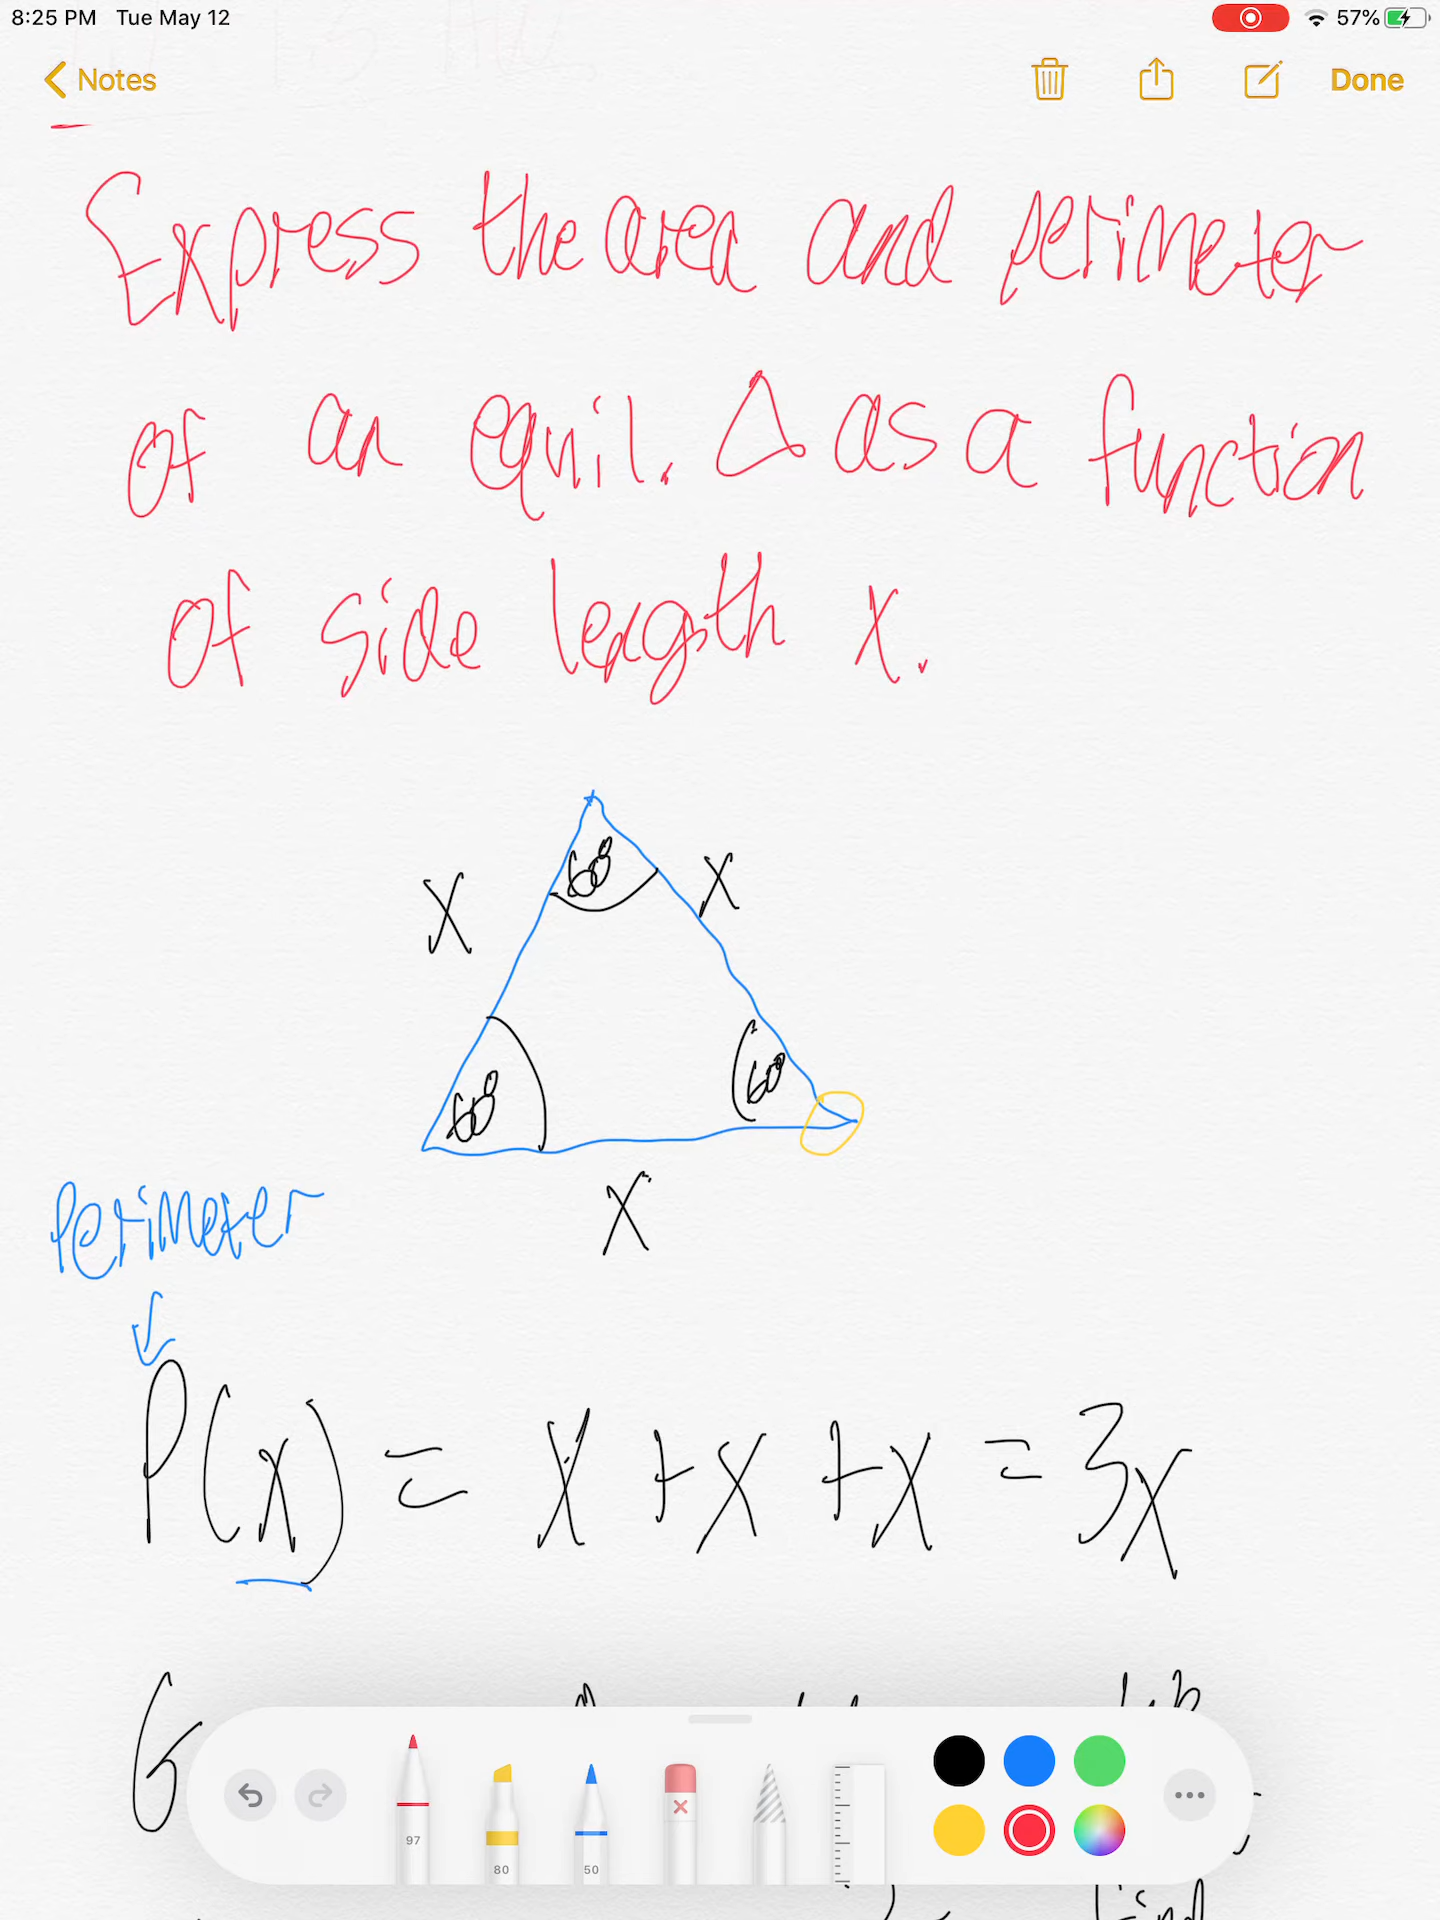 8:25 PM Tue May 12
57%
Notes
Done
Express the area and perimeter
of an equil. Δ as a function
of side length x.
60°
x
x
60°
60°
x
Perimeter
P(x) = x + x + x = 3x
97
80
50
find